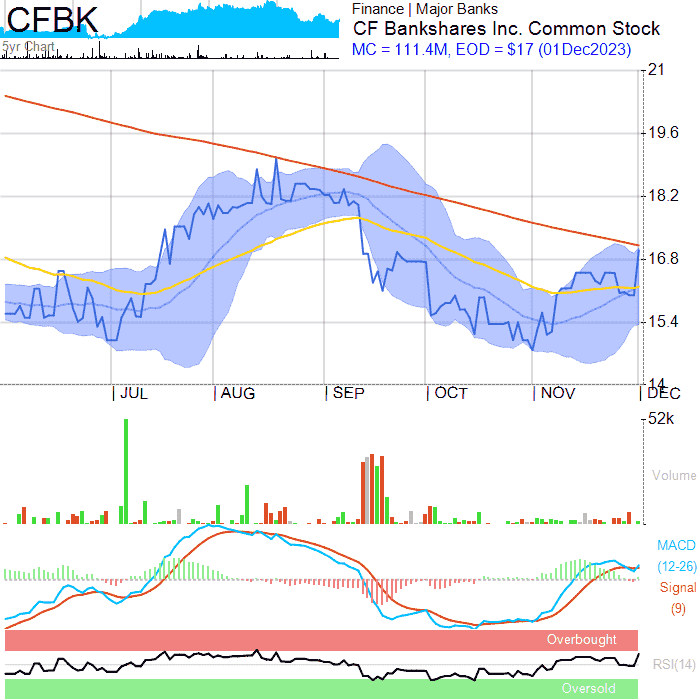 CFBK
Finance | Major Banks
CF Bankshares Inc. Common Stock
MC = 111.4M, EOD = $17 (01Dec2023)
5yr Chart
21
19.6
18.2
16.8
15.4
14
JUL AUG SEP OCT NOV DEC
52k
Volume
MACD
(12-26)
Signal
(9)
Overbought
RSI(14)
Oversold